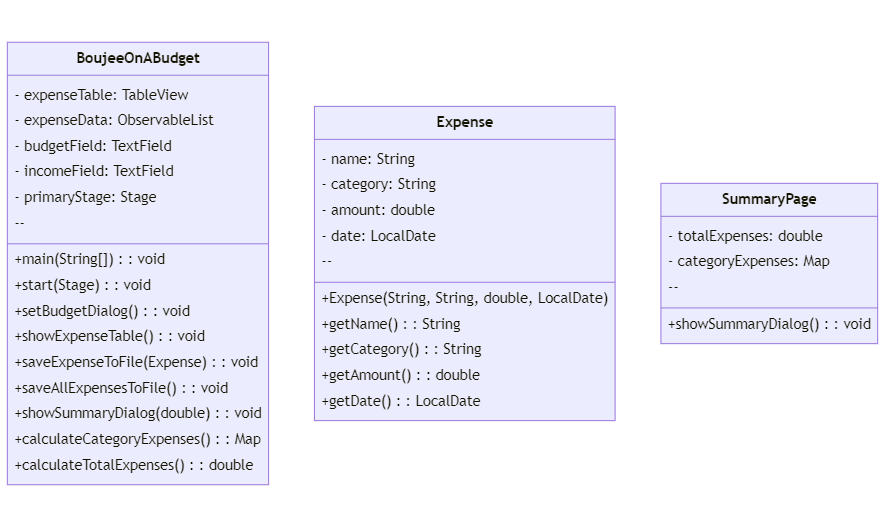 BoujeeOnABudget
- expenseTable: TableView
- expenseData: ObservableList
- budgetField: TextField
- incomeField: TextField
- primaryStage: Stage
--
+main(String[]) : : void
+start(Stage) : : void
+setBudgetDialog() : : void
+showExpenseTable() : : void
+saveExpenseToFile(Expense) : : void
+saveAllExpensesToFile() : : void
+showSummaryDialog(double) : : void
+calculateCategoryExpenses() : : Map
+calculateTotalExpenses() : : double
Expense
- name: String
- category: String
- amount: double
- date: LocalDate
--
+Expense(String, String, double, LocalDate)
+getName() : : String
+getCategory() : : String
+getAmount() : : double
+getDate() : : LocalDate
SummaryPage
- totalExpenses: double
- categoryExpenses: Map
--
+showSummaryDialog() : : void